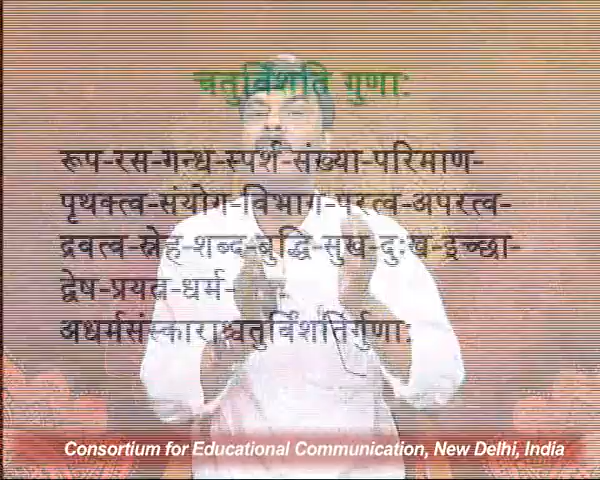 चतुर्विंशति गुणाः
रूप-रस-गन्ध-स्पर्श-संख्या-परिमाण-
पृथक्त्व-संयोग-विभाग-परत्व-अपरत्व-
द्रवत्व-स्नेह-शब्द-बुद्धि-सुख-दुःख-इच्छा-
द्वेष-प्रयत्न-धर्म-
अधर्मसंस्काराश्चतुर्विंशतिर्गुणाः
Consortium for Educational Communication, New Delhi, India